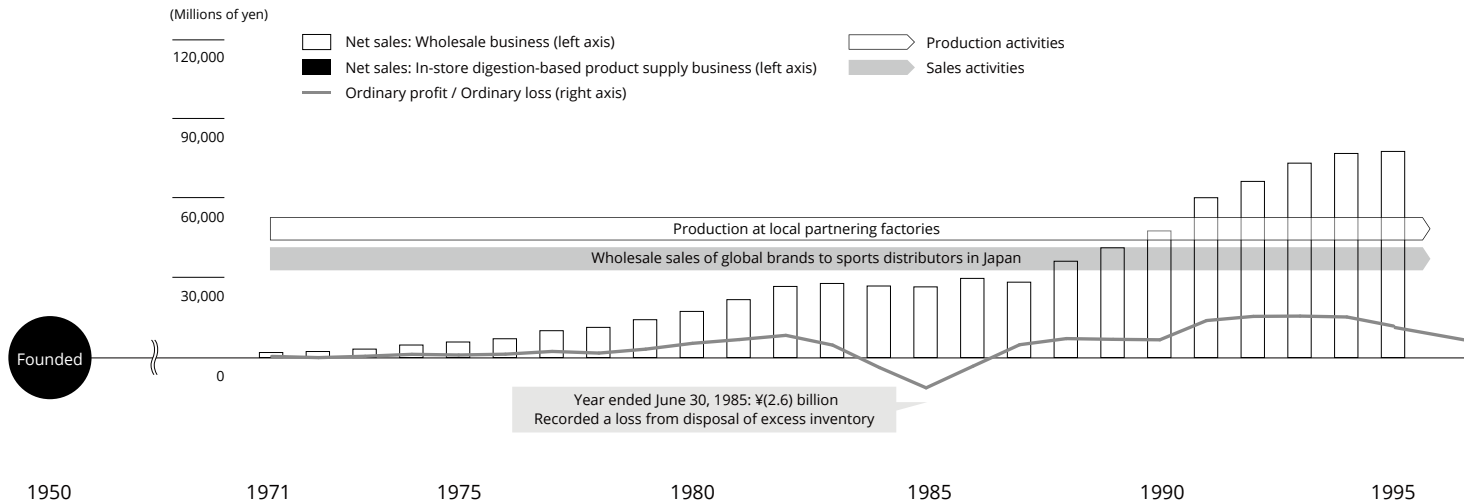 (Millions of yen)
120,000
90,000
60,000
30,000
0
Net sales: Wholesale business (left axis)
Net sales: In-store digestion-based product supply business (left axis)
Ordinary profit / Ordinary loss (right axis)
Production activities
Sales activities
Production at local partnering factories
Wholesale sales of global brands to sports distributors in Japan
Founded
Year ended June 30, 1985: ¥(2.6) billion
Recorded a loss from disposal of excess inventory
1950
1971
1975
1980
1985
1990
1995